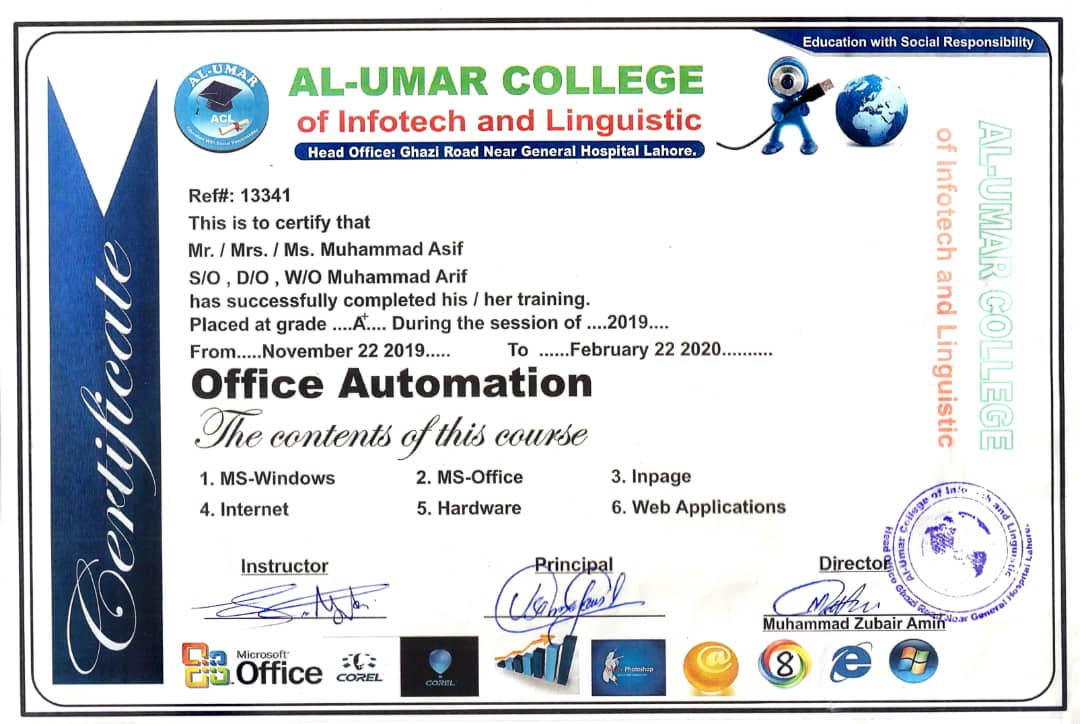 Education with Social Responsibility
AL-UMAR
ACL
AL-UMAR COLLEGE
of Infotech and Linguistic
Head Office: Ghazi Road Near General Hospital Lahore.
AL-UMAR COLLEGE
of Infotech and Linguistic
Certificate
Ref#: 13341
This is to certify that
Mr. / Mrs. / Ms. Muhammad Asif
S/O , D/O , W/O Muhammad Arif
has successfully completed his / her training.
Placed at grade ....A+.... During the session of ....2019....
From.....November 22 2019..... To ......February 22 2020..........
Office Automation
The contents of this course
1. MS-Windows 2. MS-Office 3. Inpage
4. Internet 5. Hardware 6. Web Applications
Al-Umar College of Infotech and Linguistic
Head Office Ghazi Road Near General Hospital Lahore.
Instructor Principal Director
Muhammad Zubair Amin
Microsoft Office
COREL
COREL
Photoshop
@
8
e